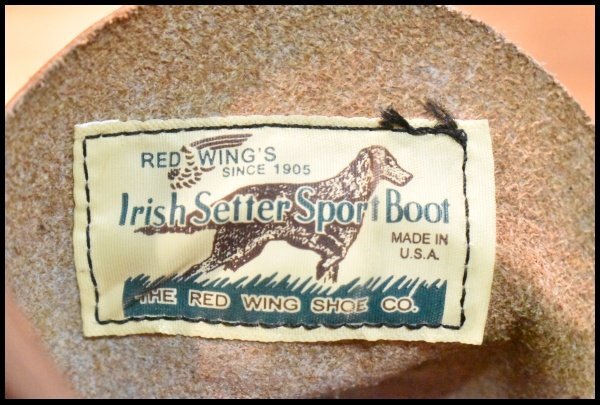 RED WING'S
SINCE 1905
Irish Setter Sport Boot
MADE IN
U.S.A.
THE RED WING SHOE CO.